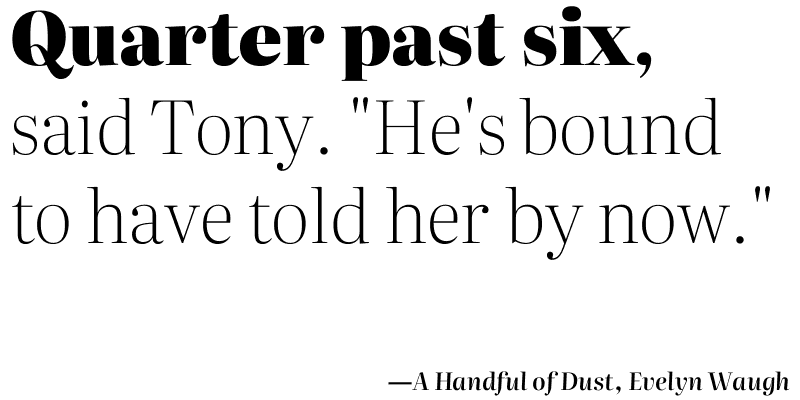 Quarter past six,
said Tony. "He's bound
to have told her by now."
—A Handful of Dust, Evelyn Waugh